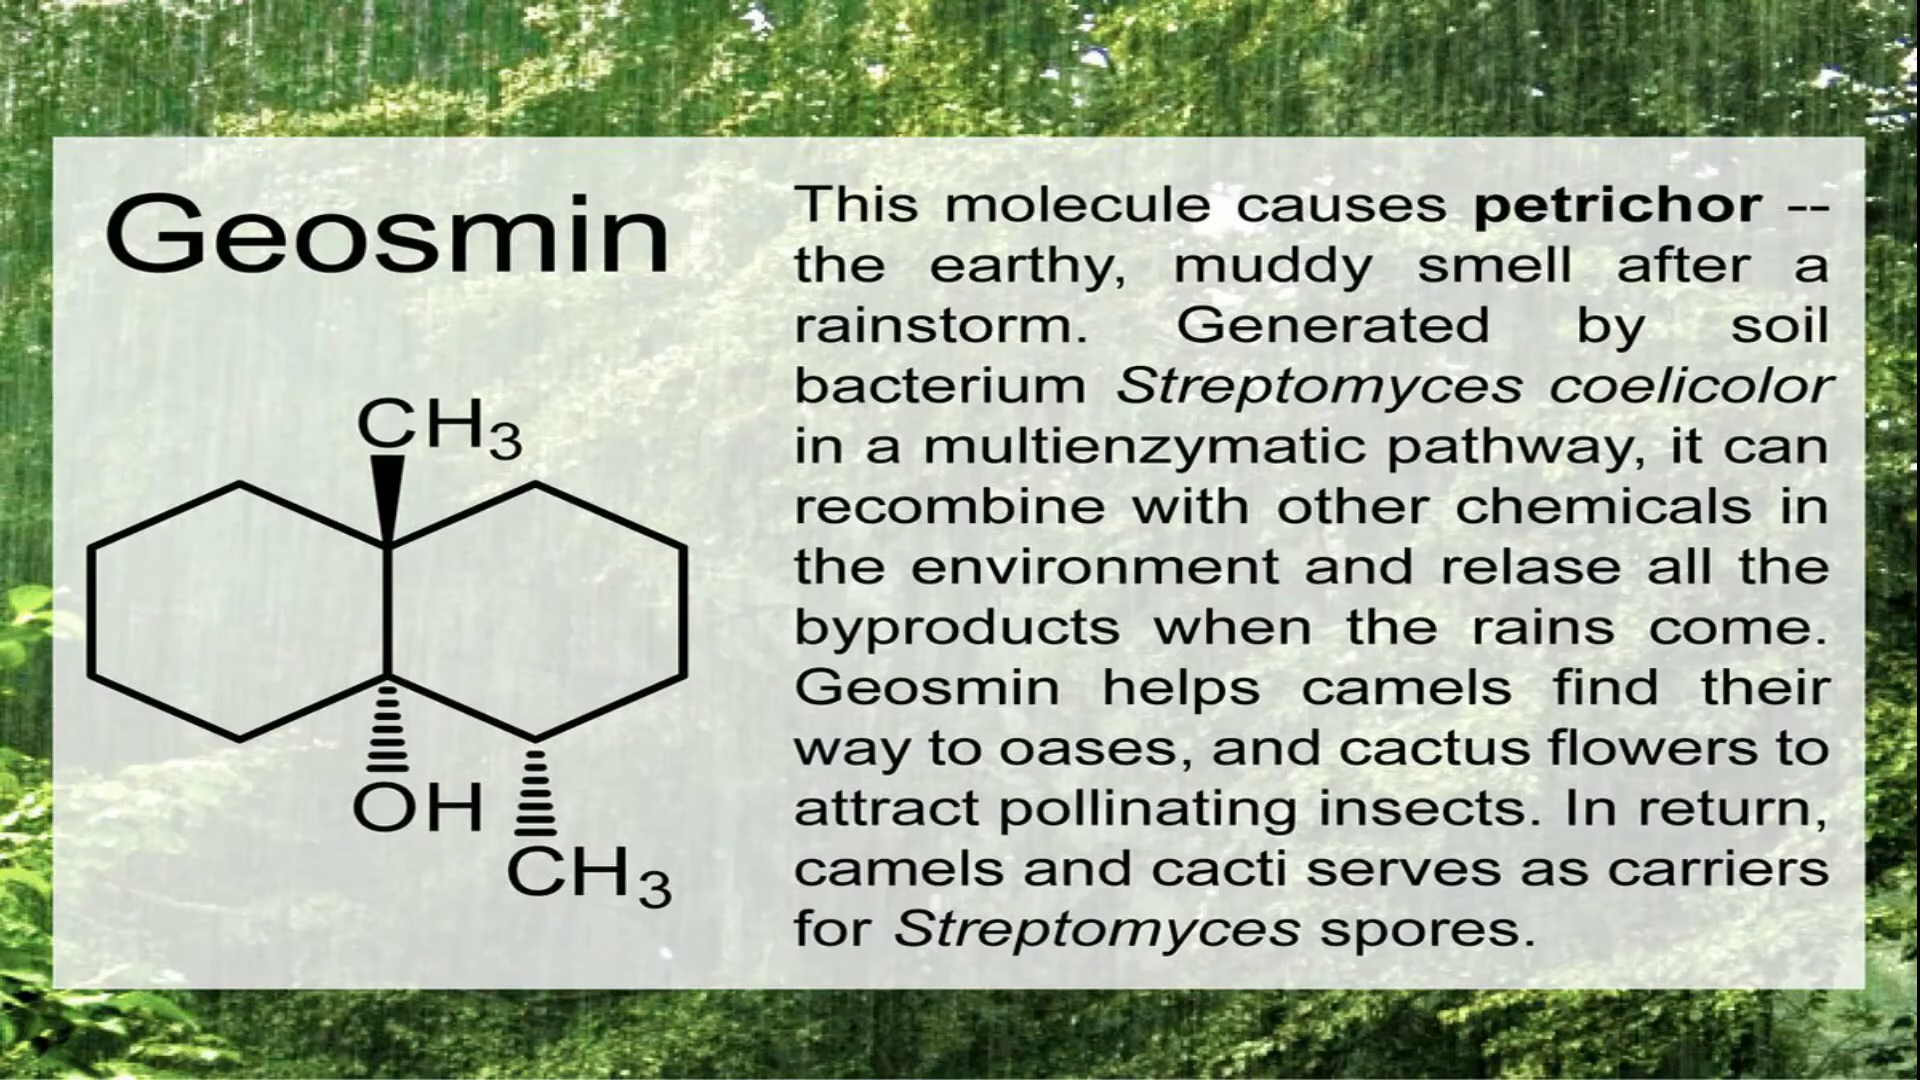 Geosmin
CH3
OH
CH3
This molecule causes petrichor --
the earthy, muddy smell after a
rainstorm. Generated by soil
bacterium Streptomyces coelicolor
in a multienzymatic pathway, it can
recombine with other chemicals in
the environment and relase all the
byproducts when the rains come.
Geosmin helps camels find their
way to oases, and cactus flowers to
attract pollinating insects. In return,
camels and cacti serves as carriers
for Streptomyces spores.